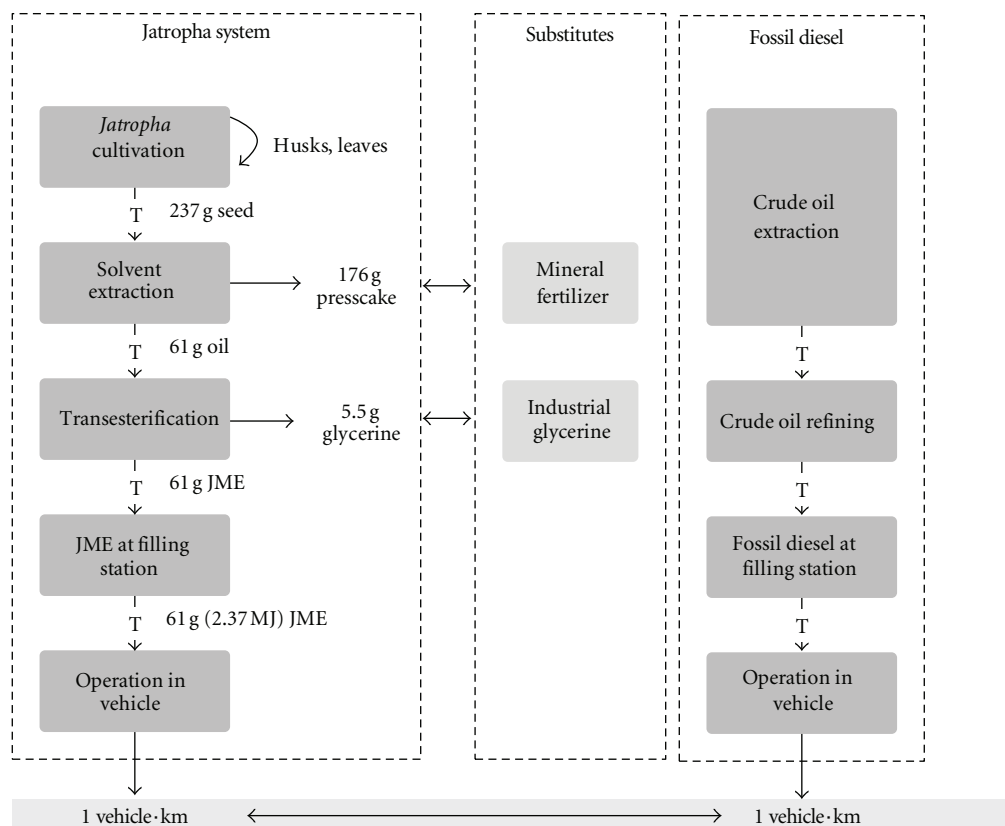 Jatropha system
Jatropha
cultivation
Husks, leaves
T
237 g seed
Solvent
extraction
176 g
presscake
T
61 g oil
Transesterification
5.5 g
glycerine
T
61 g JME
JME at filling
station
T
61 g (2.37 MJ) JME
Operation in
vehicle
1 vehicle·km
Substitutes
Mineral
fertilizer
Industrial
glycerine
Fossil diesel
Crude oil
extraction
T
Crude oil refining
T
Fossil diesel at
filling station
T
Operation in
vehicle
1 vehicle·km